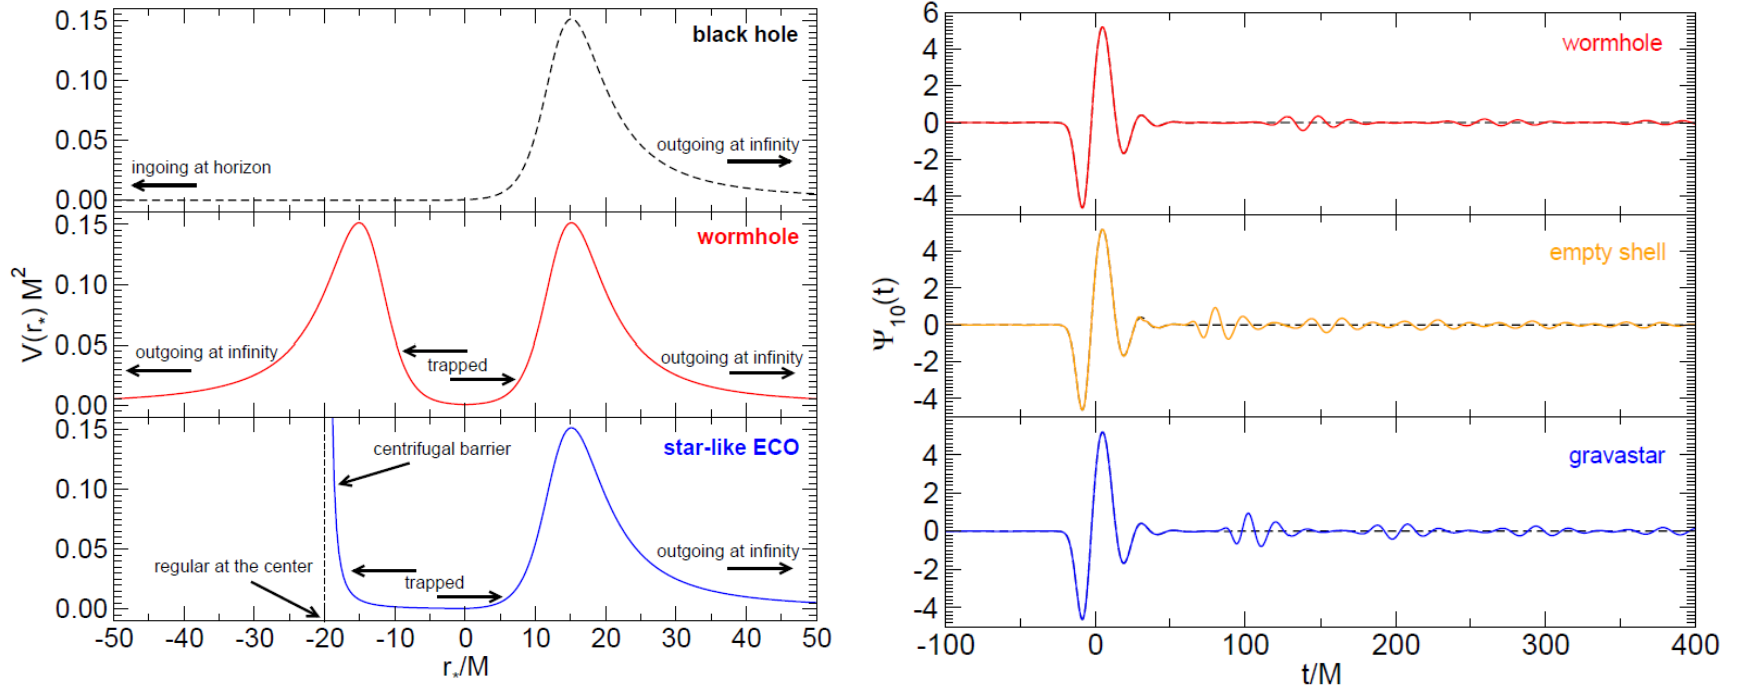 0.15
0.10
0.05
0.00
black hole
ingoing at horizon
outgoing at infinity
0.15
0.10
0.05
0.00
wormhole
outgoing at infinity
trapped
outgoing at infinity
V(r*) M²
0.15
0.10
0.05
0.00
star-like ECO
centrifugal barrier
regular at the center
trapped
outgoing at infinity
-50 -40 -30 -20 -10 0 10 20 30 40 50
r*/M
6
4
2
0
-2
-4
wormhole
4
2
0
-2
-4
empty shell
Ψ10(t)
4
2
0
-2
-4
gravastar
-100 0 100 200 300 400
t/M